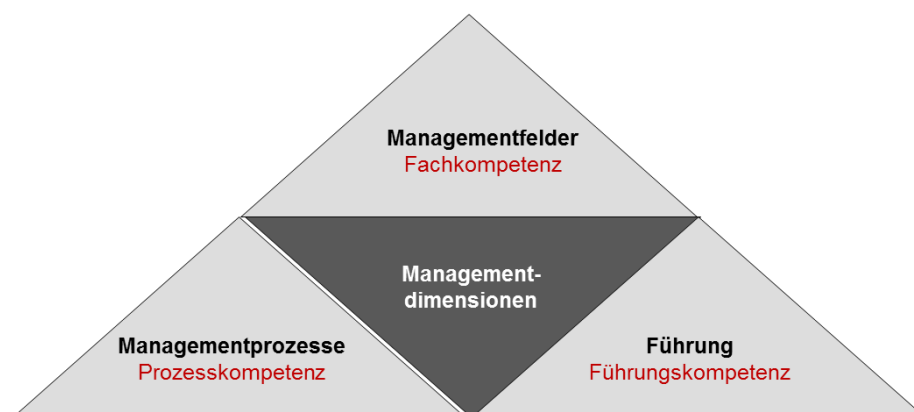 Managementfelder
Fachkompetenz
Management-
dimensionen
Managementprozesse
Prozesskompetenz
Führung
Führungskompetenz